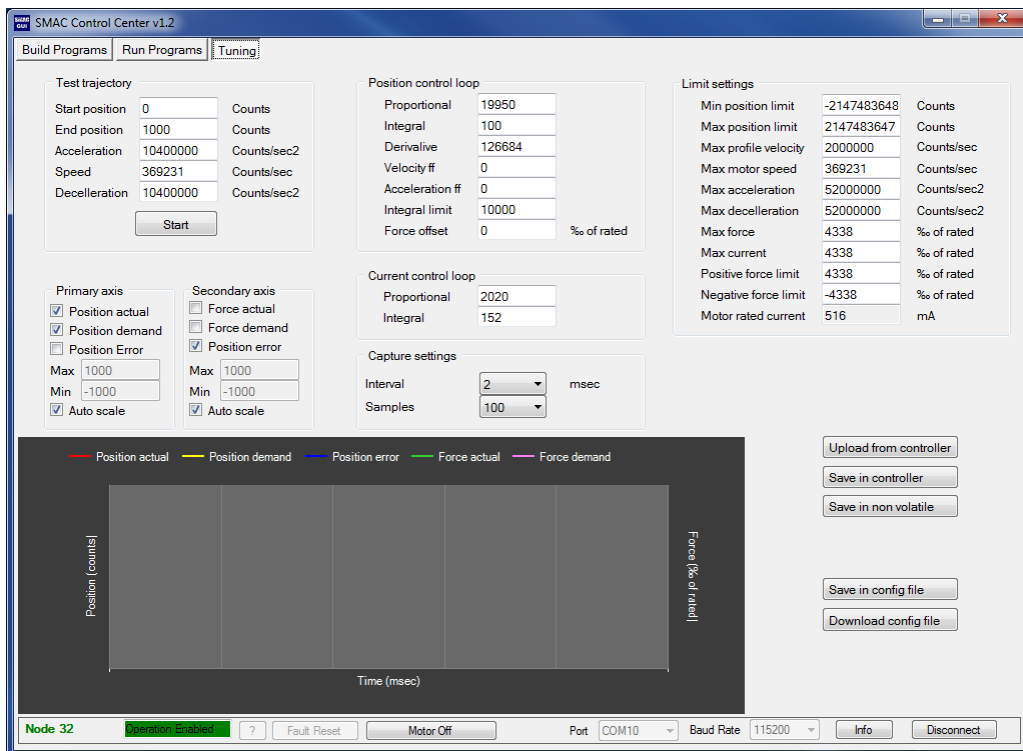 SMAC GUI SMAC Control Center v1.2
Build Programs Run Programs Tuning
Test trajectory
Start position 0 Counts
End position 1000 Counts
Acceleration 10400000 Counts/sec2
Speed 369231 Counts/sec
Decelleration 10400000 Counts/sec2
Start
Position control loop
Proportional 19950
Integral 100
Derivalive 126684
Velocity ff 0
Acceleration ff 0
Integral limit 10000
Force offset 0 ‰ of rated
Limit settings
Min position limit -2147483648 Counts
Max position limit 2147483647 Counts
Max profile velocity 2000000 Counts/sec
Max motor speed 369231 Counts/sec
Max acceleration 52000000 Counts/sec2
Max decelleration 52000000 Counts/sec2
Max force 4338 ‰ of rated
Max current 4338 ‰ of rated
Positive force limit 4338 ‰ of rated
Negative force limit -4338 ‰ of rated
Motor rated current 516 mA
Primary axis
Position actual
Position demand
Position Error
Max 1000
Min -1000
Auto scale
Secondary axis
Force actual
Force demand
Position error
Max 1000
Min -1000
Auto scale
Current control loop
Proportional 2020
Integral 152
Capture settings
Interval 2 msec
Samples 100
Position actual Position demand Position error Force actual Force demand
Position [counts]
Force [‰ of rated]
Time (msec)
Upload from controller
Save in controller
Save in non volatile
Save in config file
Download config file
Node 32 Operation Enabled ? Fault Reset Motor Off Port COM10 Baud Rate 115200 Info Disconnect